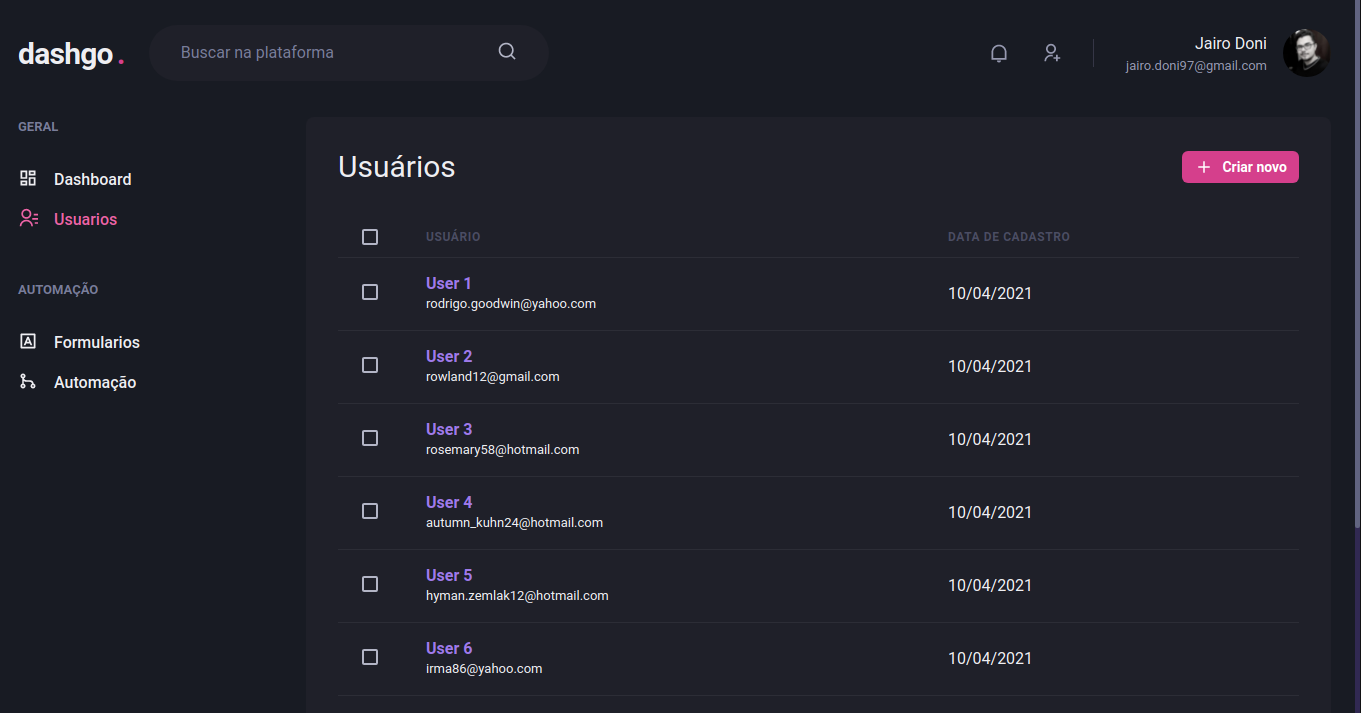 dashgo.
Buscar na plataforma
Jairo Doni
jairo.doni97@gmail.com
GERAL
Dashboard
Usuarios
AUTOMAÇÃO
Formularios
Automação
Usuários
Criar novo
USUÁRIO DATA DE CADASTRO
User 1
rodrigo.goodwin@yahoo.com
10/04/2021
User 2
rowland12@gmail.com
10/04/2021
User 3
rosemary58@hotmail.com
10/04/2021
User 4
autumn_kuhn24@hotmail.com
10/04/2021
User 5
hyman.zemlak12@hotmail.com
10/04/2021
User 6
irma86@yahoo.com
10/04/2021